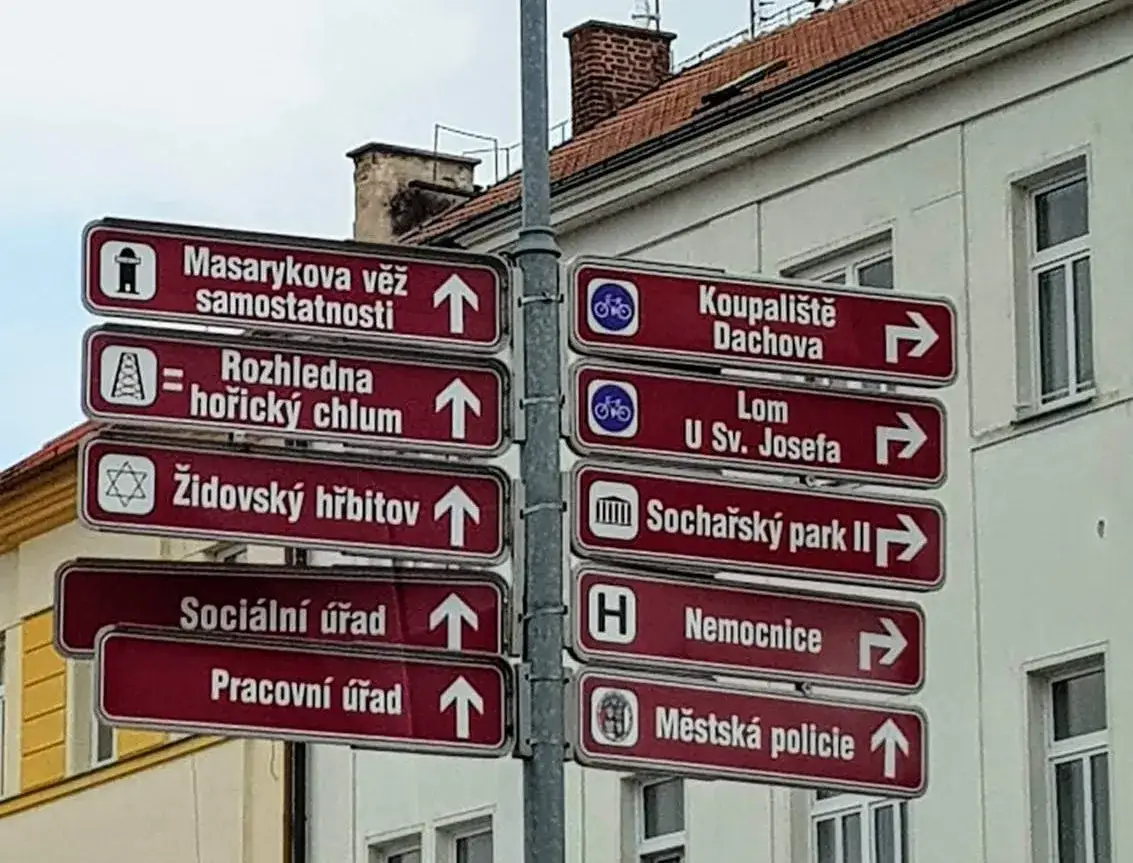 Masarykova věž
samostatnosti
Rozhledna
hořický chlum
Židovský hřbitov
Sociální úřad
Pracovní úřad
Koupaliště
Dachova
Lom
U Sv. Josefa
Sochařský park II
H
Nemocnice
Městská policie